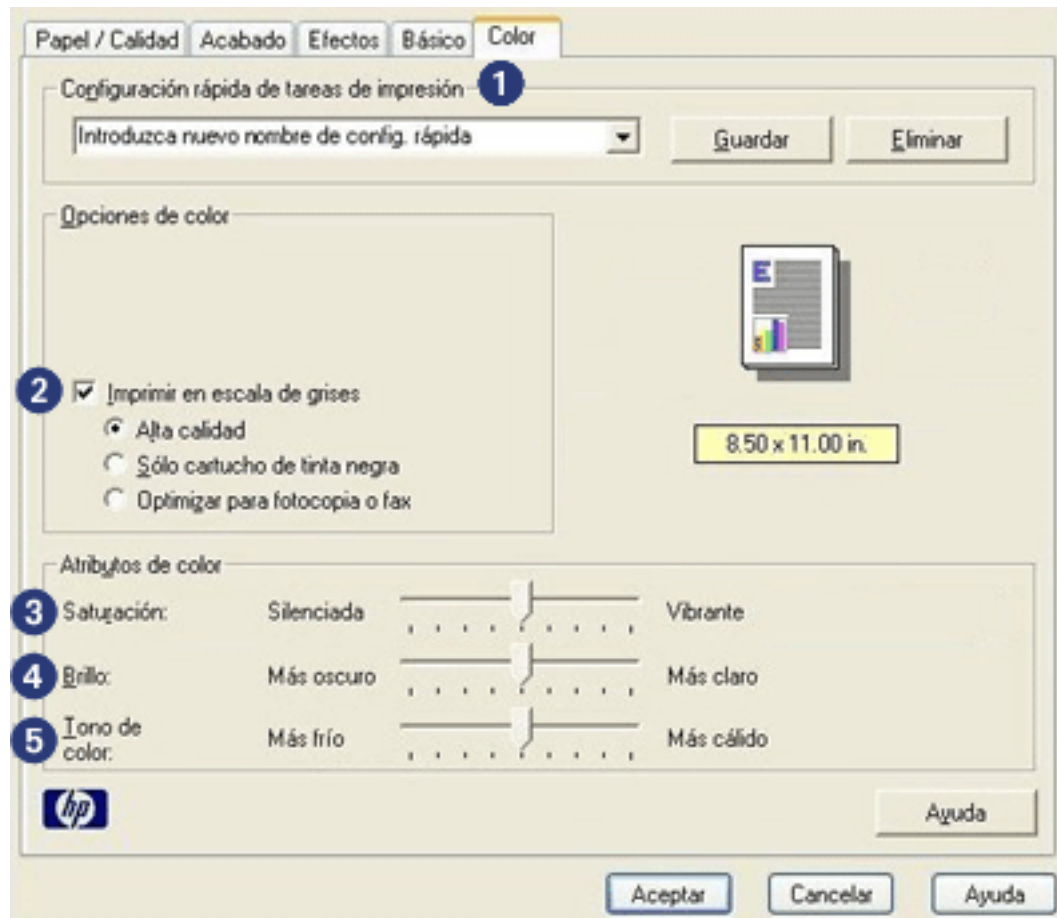 Papel / Calidad Acabado Efectos Básico Color
1
Configuración rápida de tareas de impresión
Introduzca nuevo nombre de config. rápida Guardar Eliminar
Opciones de color
E
2 Imprimir en escala de grises
Alta calidad
Sólo cartucho de tinta negra
Optimizar para fotocopia o fax
8.50 x 11.00 in.
Atributos de color
3 Saturación: Silenciada Vibrante
4 Brillo: Más oscuro Más claro
5 Tono de color: Más frío Más cálido
hp Ayuda
Aceptar Cancelar Ayuda